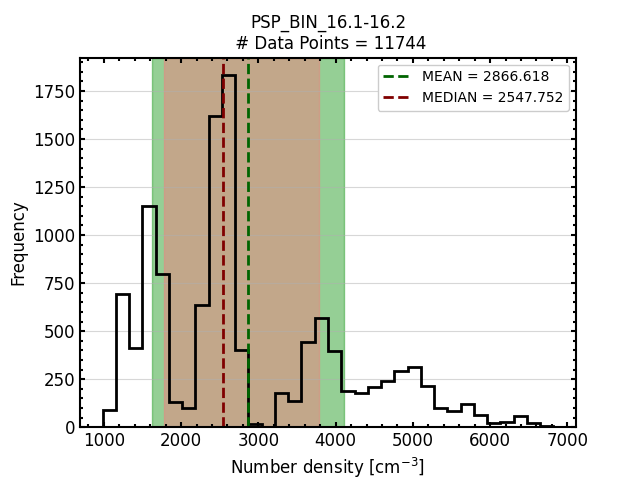 PSP_BIN_16.1-16.2
# Data Points = 11744
MEAN = 2866.618
MEDIAN = 2547.752
Frequency
1750
1500
1250
1000
750
500
250
0
1000 2000 3000 4000 5000 6000 7000
Number density [cm⁻³]